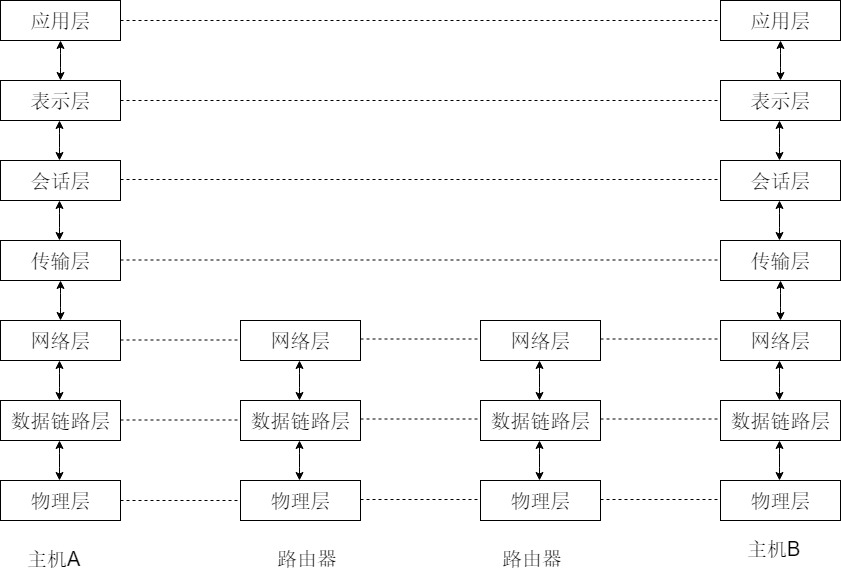 应用层
应用层
表示层
表示层
会话层
会话层
传输层
传输层
网络层
网络层
网络层
网络层
数据链路层
数据链路层
数据链路层
数据链路层
物理层
物理层
物理层
物理层
主机A
路由器
路由器
主机B